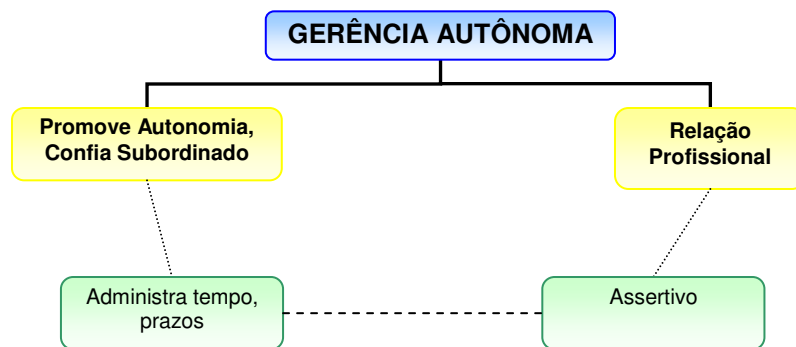 GERÊNCIA AUTÔNOMA
Promove Autonomia,
Confia Subordinado
Relação
Profissional
Administra tempo,
prazos
Assertivo